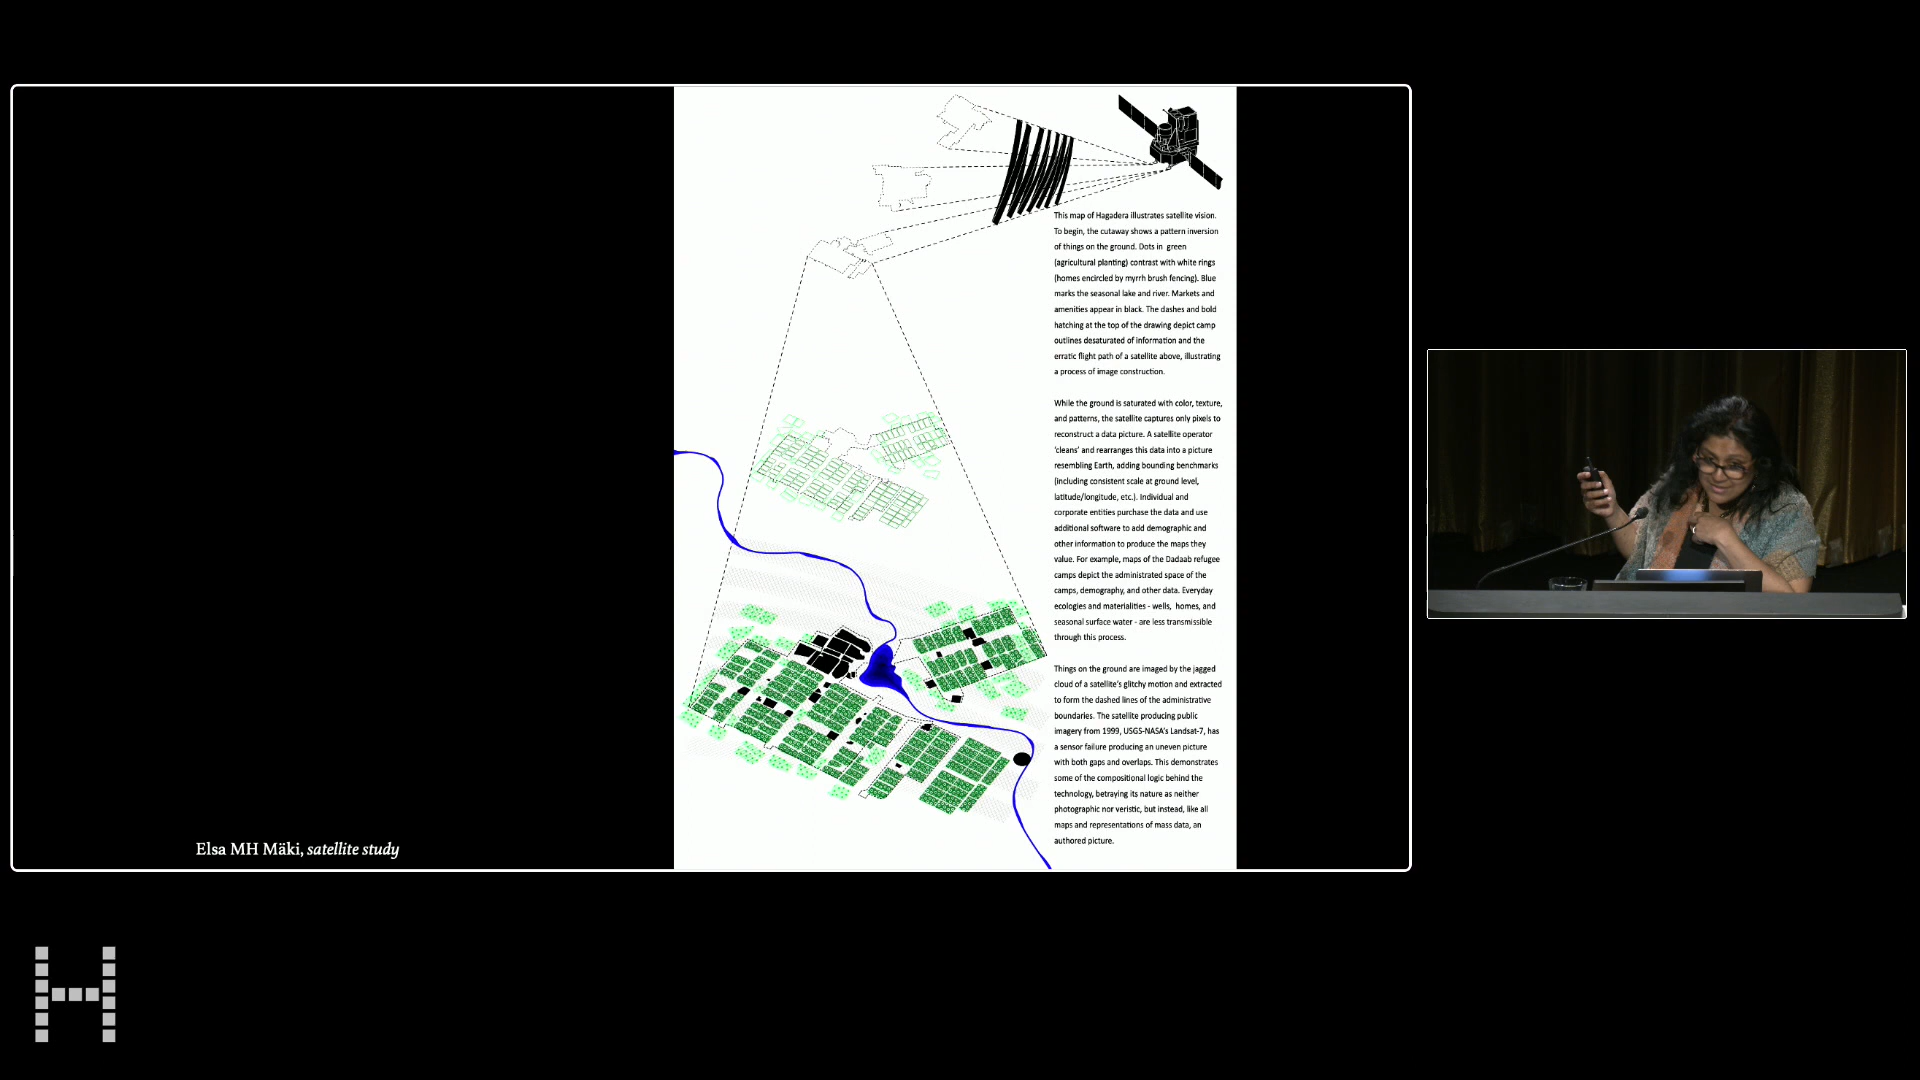 This map of Hagadera illustrates satellite vision.
To begin, the cutaway shows a pattern inversion
of things on the ground. Dots in green
(agricultural planting) contrast with white rings
(homes encircled by myrrh brush fencing). Blue
marks the seasonal lake and river. Markets and
amenities appear in black. The dashes and bold
hatching at the top of the drawing depict camp
outlines desaturated of information and the
erratic flight path of a satellite above, illustrating
a process of image construction.
While the ground is saturated with color, texture,
and patterns, the satellite captures only pixels to
reconstruct a data picture. A satellite operator
‘cleans’ and rearranges this data into a picture
resembling Earth, adding bounding benchmarks
(including consistent scale at ground level,
latitude/longitude, etc.). Individual and
corporate entities purchase the data and use
additional software to add demographic and
other information to produce the maps they
value. For example, maps of the Dadaab refugee
camps depict the administrated space of the
camps, demography, and other data. Everyday
ecologies and materialities - wells, homes, and
seasonal surface water - are less transmissible
through this process.
Things on the ground are imaged by the jagged
cloud of a satellite’s glitchy motion and extracted
to form the dashed lines of the administrative
boundaries. The satellite producing public
imagery from 1999, USGS-NASA’s Landsat-7, has
a sensor failure producing an uneven picture
with both gaps and overlaps. This demonstrates
some of the compositional logic behind the
technology, betraying its nature as neither
photographic nor veristic, but instead, like all
maps and representations of mass data, an
authored picture.
Elsa MH Mäki, satellite study
H